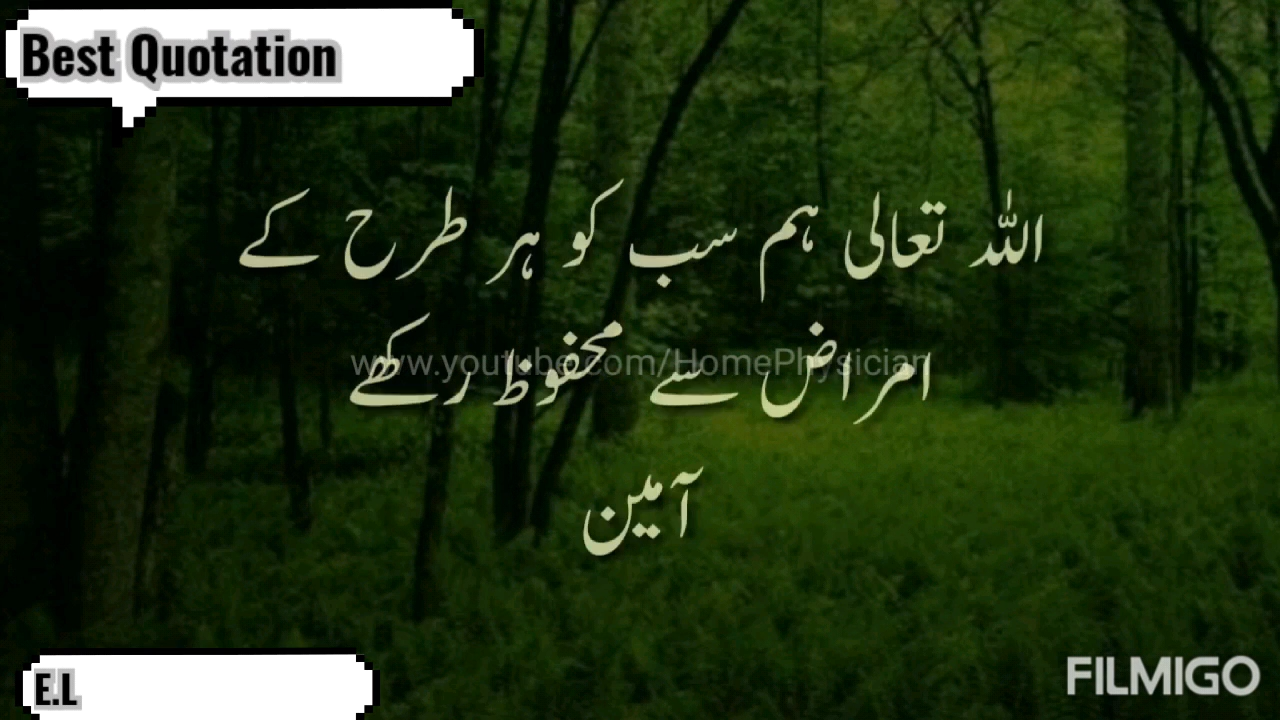 Best Quotation
اللہ تعالی ہم سب کو ہر طرح کے
www.youtube.com/HomePhysician
امراض سے محفوظ رکھے
آمین
E.L
FILMIGO